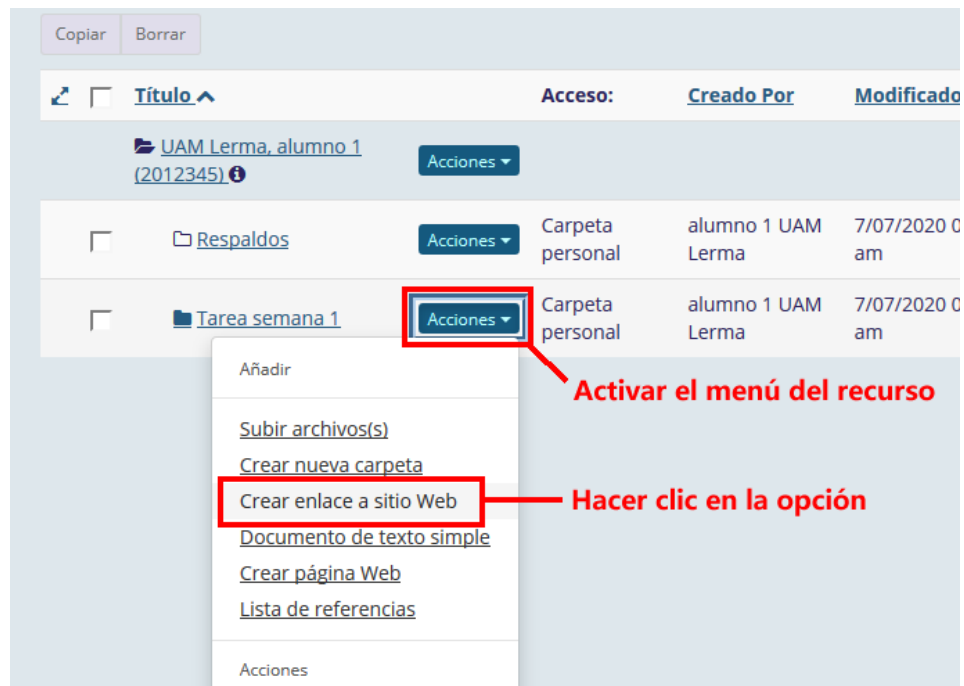 Copiar Borrar
Título Acceso: Creado Por Modificado
UAM Lerma, alumno 1 Acciones
(2012345)
Respaldos Acciones Carpeta alumno 1 UAM 7/07/2020 0
personal Lerma am
Tarea semana 1 Acciones Carpeta alumno 1 UAM 7/07/2020 0
personal Lerma am
Añadir
Activar el menú del recurso
Subir archivos(s)
Crear nueva carpeta
Crear enlace a sitio Web
Hacer clic en la opción
Documento de texto simple
Crear página Web
Lista de referencias
Acciones